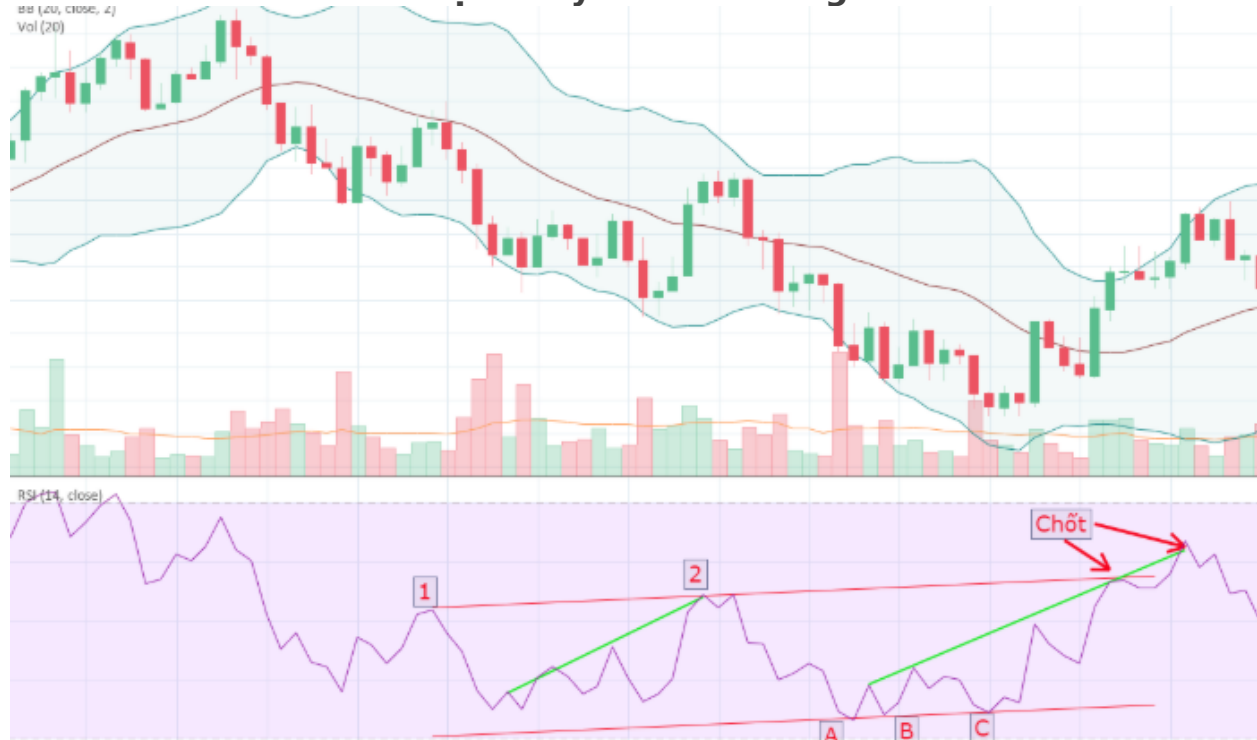 BB (20, close, 2)
Vol (20)
RSI (14, close)
Chốt
2
1
A
B
C